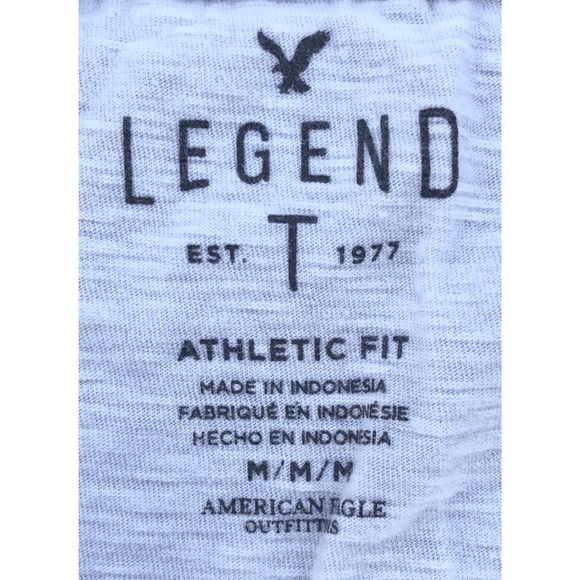 LEGEND
EST. T 1977
ATHLETIC FIT
MADE IN INDONESIA
FABRIQUÉ EN INDONÉSIE
HECHO EN INDONESIA
M/M/M
AMERICAN EAGLE
OUTFITTERS